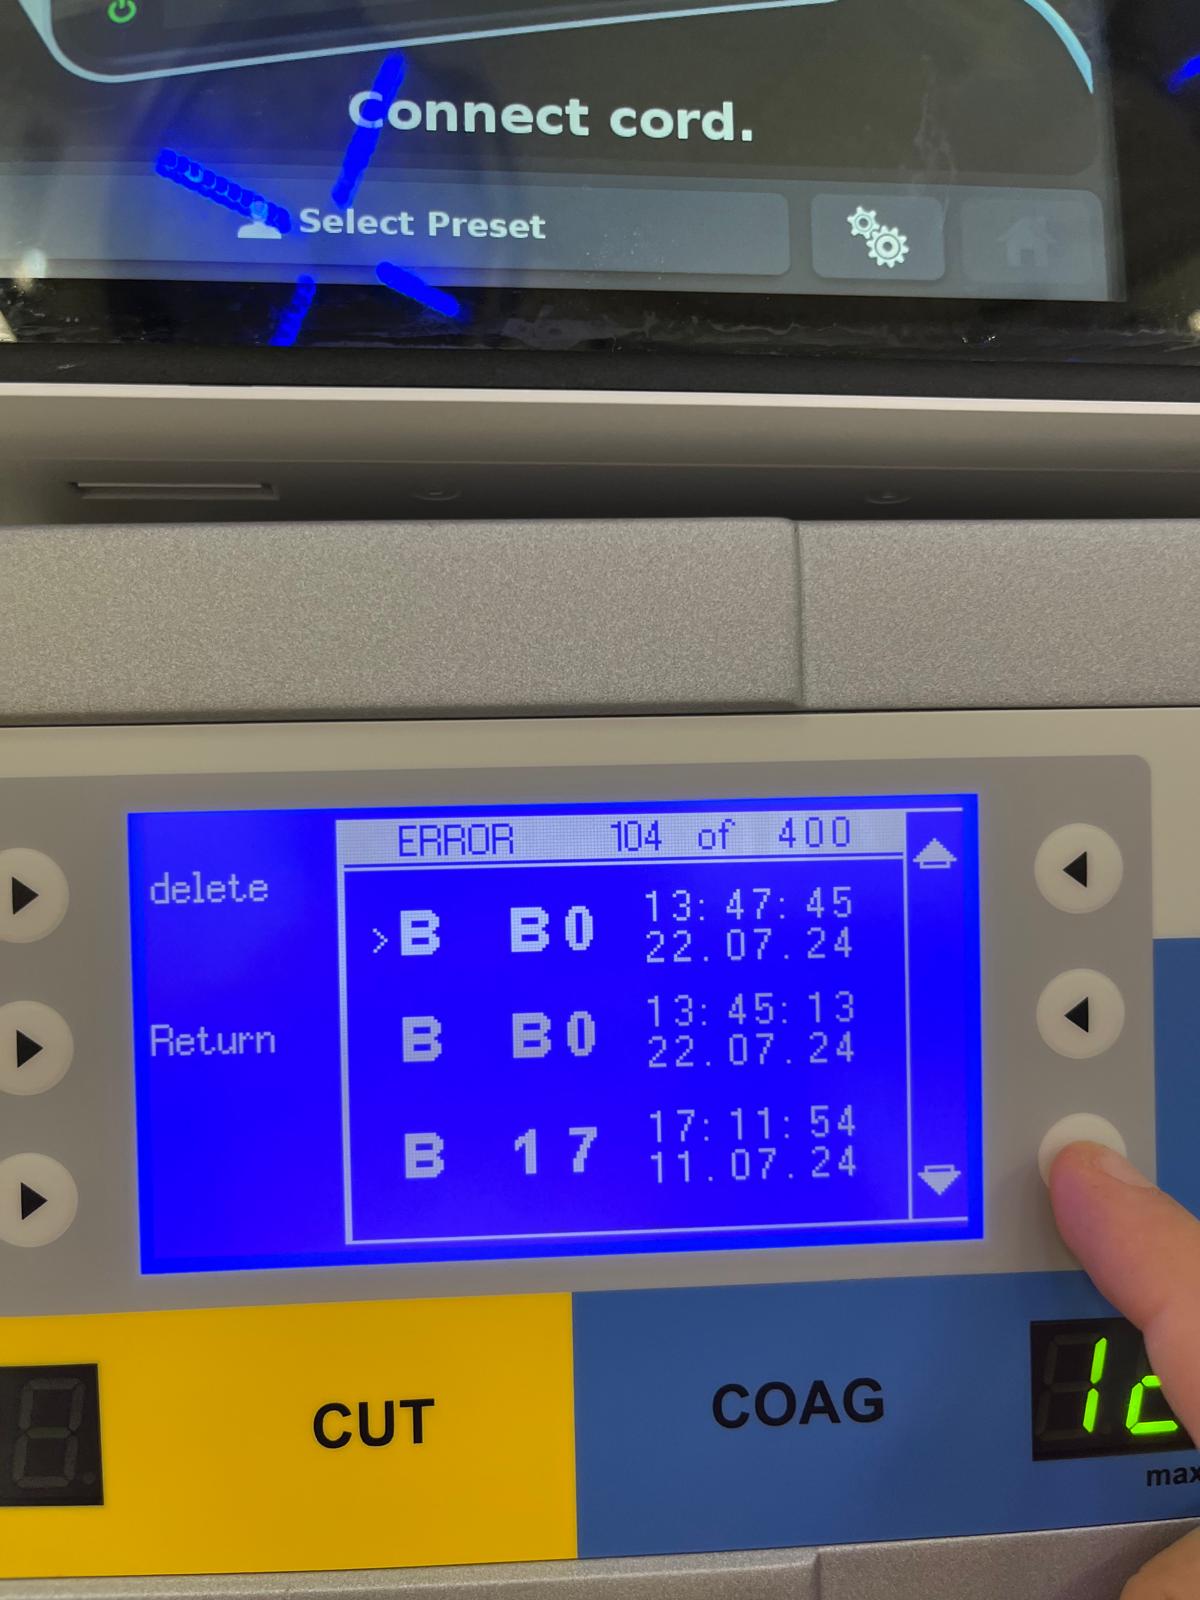 Connect cord.
Select Preset
ERROR 104 of 400
delete
>B B0 13:47:45
22.07.24
Return
B B0 13:45:13
22.07.24
B 17 17:11:54
11.07.24
CUT
COAG
max